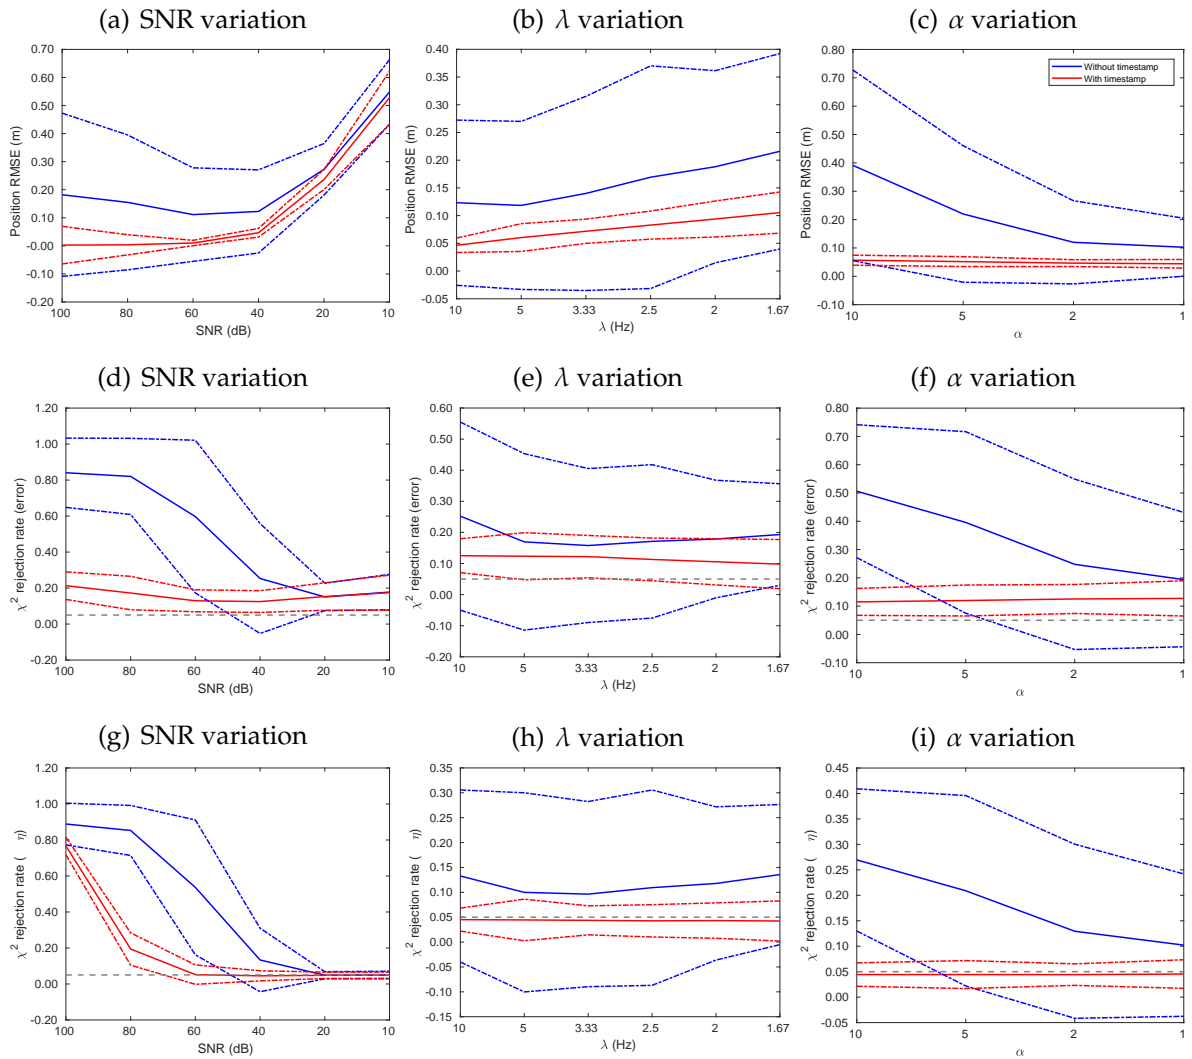 (a) SNR variation
0.70
0.60
0.50
0.40
0.30
0.20
0.10
-0.00
-0.10
-0.20
Position RMSE (m)
100 80 60 40 20 10
SNR (dB)
(b) λ variation
0.40
0.35
0.30
0.25
0.20
0.15
0.10
0.05
0.00
-0.05
Position RMSE (m)
10 5 3.33 2.5 2 1.67
λ (Hz)
(c) α variation
0.80
0.70
0.60
0.50
0.40
0.30
0.20
0.10
0.00
-0.10
Position RMSE (m)
Without timestamp
With timestamp
10 5 2 1
α
(d) SNR variation
1.20
1.00
0.80
0.60
0.40
0.20
0.00
-0.20
χ² rejection rate (error)
100 80 60 40 20 10
SNR (dB)
(e) λ variation
0.60
0.50
0.40
0.30
0.20
0.10
0.00
-0.10
-0.20
χ² rejection rate (error)
10 5 3.33 2.5 2 1.67
λ (Hz)
(f) α variation
0.80
0.70
0.60
0.50
0.40
0.30
0.20
0.10
0.00
-0.10
χ² rejection rate (error)
10 5 2 1
α
(g) SNR variation
1.20
1.00
0.80
0.60
0.40
0.20
0.00
-0.20
χ² rejection rate ( η)
100 80 60 40 20 10
SNR (dB)
(h) λ variation
0.35
0.30
0.25
0.20
0.15
0.10
0.05
0.00
-0.05
-0.10
-0.15
χ² rejection rate ( η)
10 5 3.33 2.5 2 1.67
λ (Hz)
(i) α variation
0.45
0.40
0.35
0.30
0.25
0.20
0.15
0.10
0.05
0.00
-0.05
χ² rejection rate ( η)
10 5 2 1
α